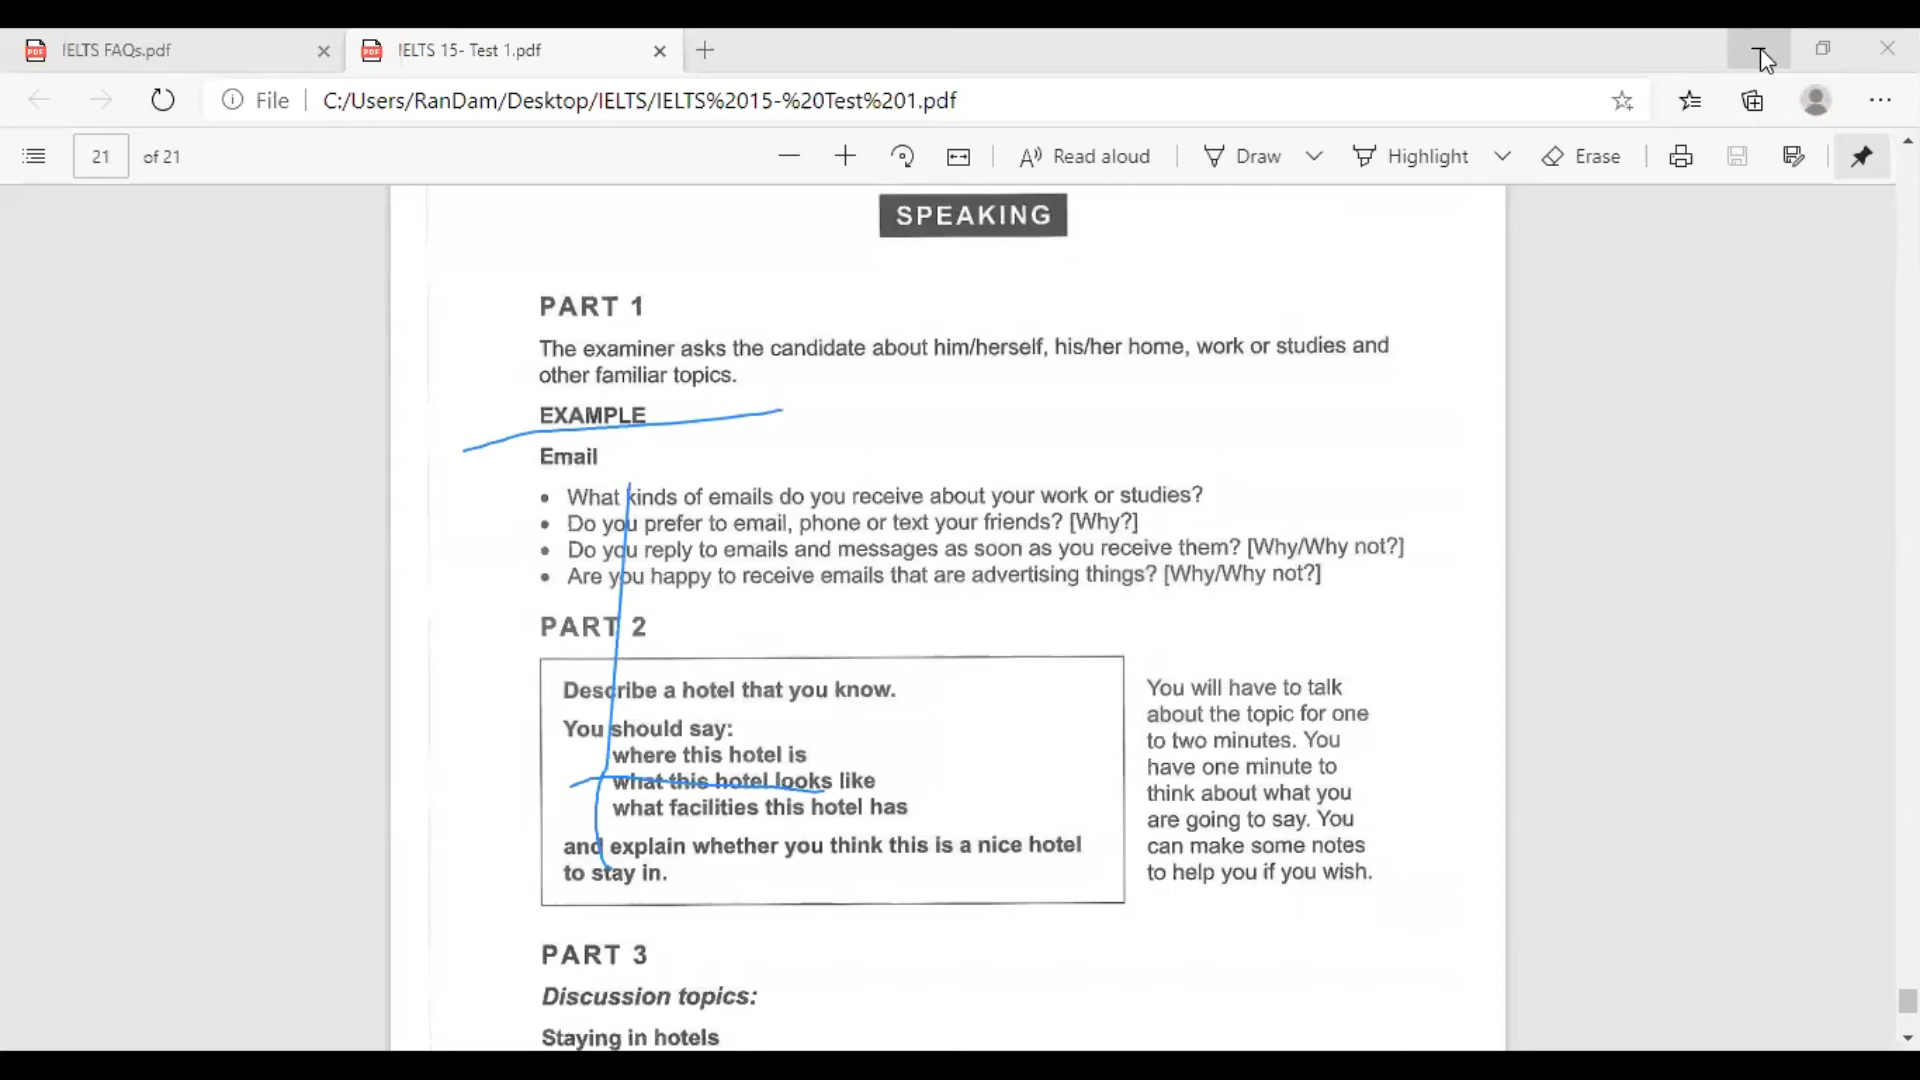 IELTS FAQs.pdf
IELTS 15- Test 1.pdf
File
C:/Users/RanDam/Desktop/IELTS/IELTS%2015-%20Test%201.pdf
21 of 21
Read aloud
Draw
Highlight
Erase
SPEAKING
PART 1
The examiner asks the candidate about him/herself, his/her home, work or studies and
other familiar topics.
EXAMPLE
Email
• What kinds of emails do you receive about your work or studies?
• Do you prefer to email, phone or text your friends? [Why?]
• Do you reply to emails and messages as soon as you receive them? [Why/Why not?]
• Are you happy to receive emails that are advertising things? [Why/Why not?]
PART 2
Describe a hotel that you know.
You should say:
where this hotel is
what this hotel looks like
what facilities this hotel has
and explain whether you think this is a nice hotel
to stay in.
You will have to talk
about the topic for one
to two minutes. You
have one minute to
think about what you
are going to say. You
can make some notes
to help you if you wish.
PART 3
Discussion topics:
Staying in hotels